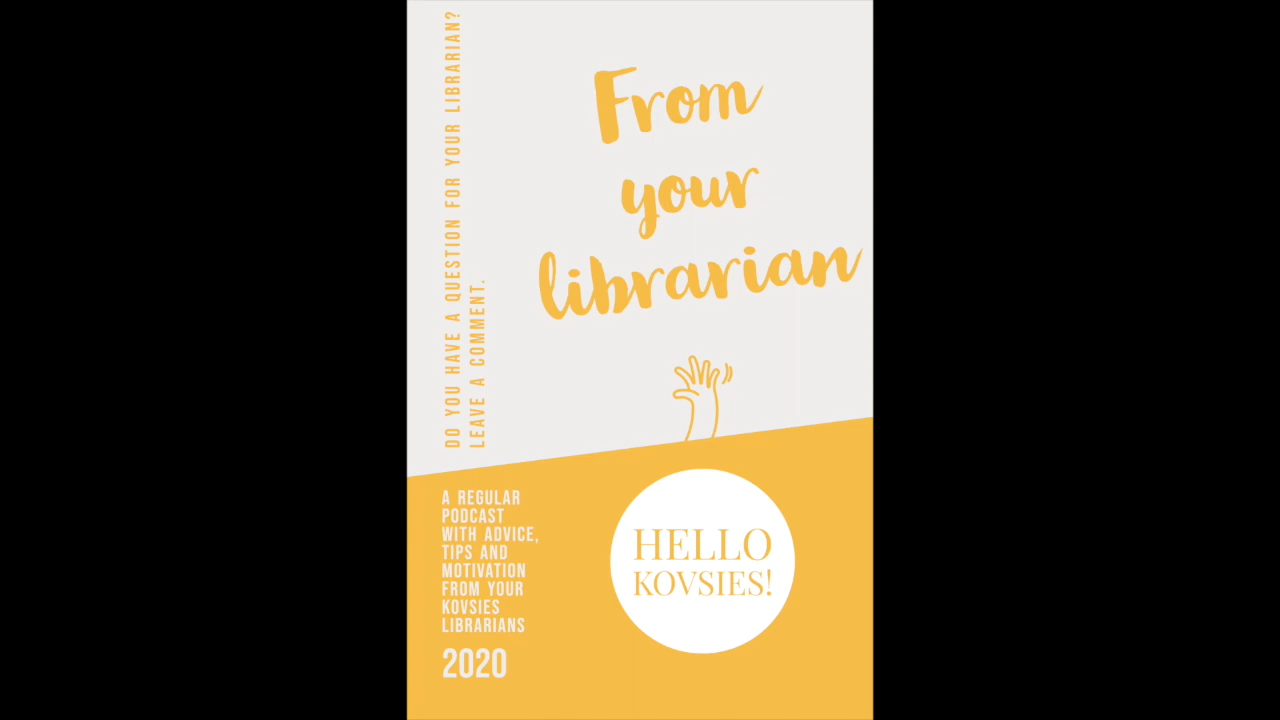 From
your
librarian
DO YOU HAVE A QUESTION FOR YOUR LIBRARIAN?
LEAVE A COMMENT.
A REGULAR
PODCAST
WITH ADVICE,
TIPS AND
MOTIVATION
FROM YOUR
KOVSIES
LIBRARIANS
2020
HELLO
KOVSIES!